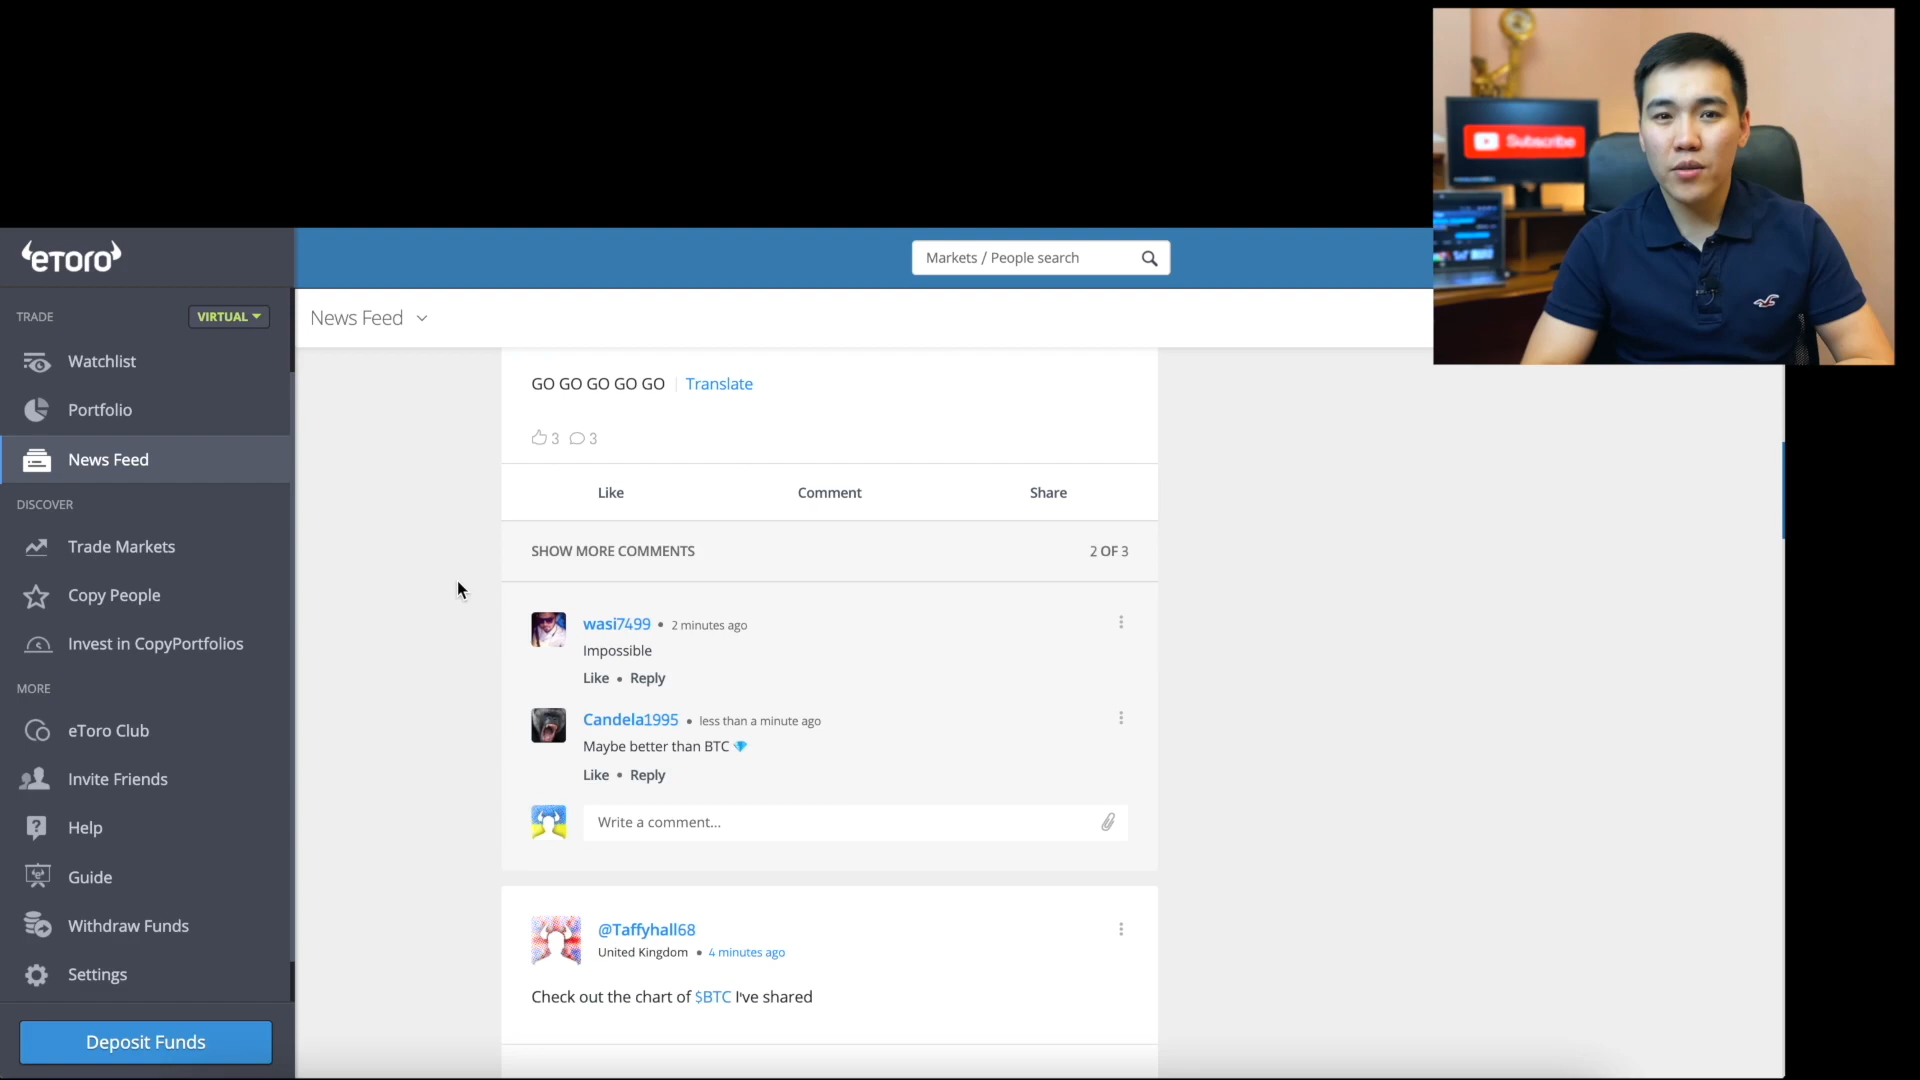 Subscribe
eToro
Markets / People search
TRADE
VIRTUAL
News Feed
Watchlist
Portfolio
News Feed
DISCOVER
Trade Markets
Copy People
Invest in CopyPortfolios
MORE
eToro Club
Invite Friends
Help
Guide
Withdraw Funds
Settings
Deposit Funds
GO GO GO GO GO
Translate
3
3
Like
Comment
Share
SHOW MORE COMMENTS
2 OF 3
wasi7499 • 2 minutes ago
Impossible
Like • Reply
Candela1995 • less than a minute ago
Maybe better than BTC 💎
Like • Reply
Write a comment...
@Taffyhall68
United Kingdom • 4 minutes ago
Check out the chart of $BTC I've shared